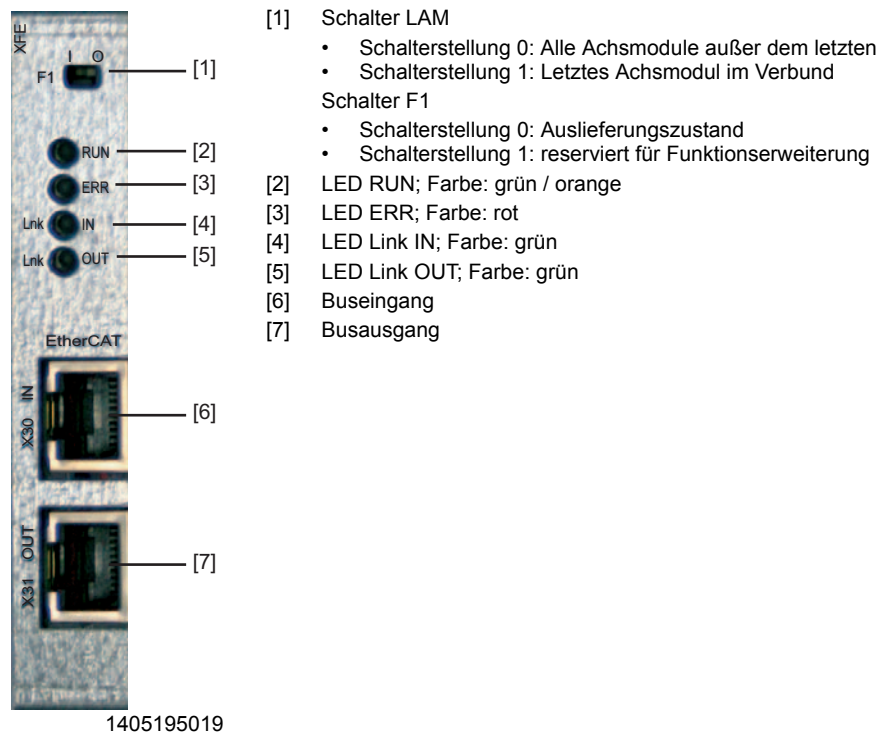 XFE
I O
F1
[1]
RUN
[2]
ERR
[3]
Lnk IN
[4]
Lnk OUT
[5]
EtherCAT
X30 IN
[6]
X31 OUT
[7]
1405195019
[1] Schalter LAM
• Schalterstellung 0: Alle Achsmodule außer dem letzten
• Schalterstellung 1: Letztes Achsmodul im Verbund
Schalter F1
• Schalterstellung 0: Auslieferungszustand
• Schalterstellung 1: reserviert für Funktionserweiterung
[2] LED RUN; Farbe: grün / orange
[3] LED ERR; Farbe: rot
[4] LED Link IN; Farbe: grün
[5] LED Link OUT; Farbe: grün
[6] Buseingang
[7] Busausgang